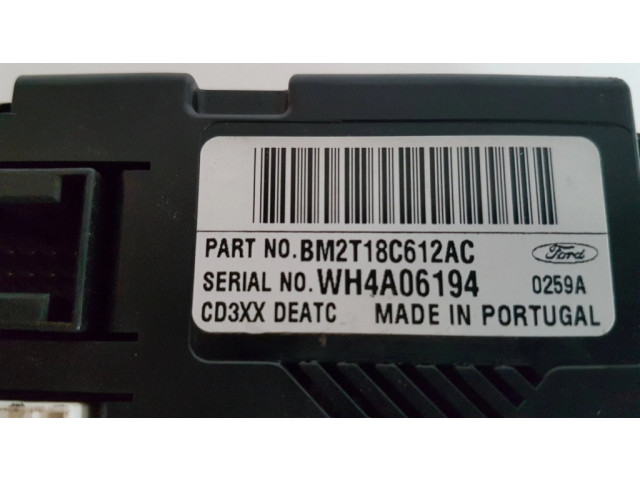 PART NO.BM2T18C612AC
Ford
SERIAL NO.WH4A06194 0259A
CD3XX DEATC MADE IN PORTUGAL